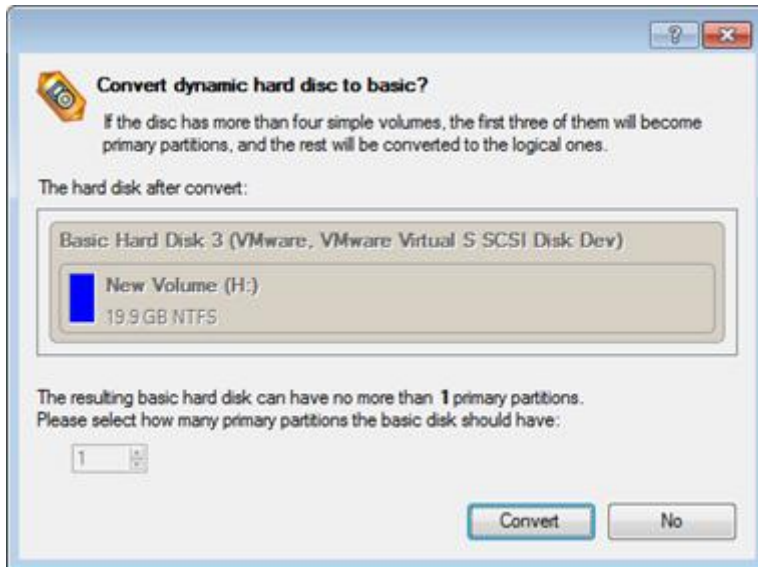 Convert dynamic hard disc to basic?
If the disc has more than four simple volumes, the first three of them will become
primary partitions, and the rest will be converted to the logical ones.
The hard disk after convert:
Basic Hard Disk 3 (VMware, VMware Virtual S SCSI Disk Dev)
New Volume (H:)
19.9 GB NTFS
The resulting basic hard disk can have no more than 1 primary partitions.
Please select how many primary partitions the basic disk should have:
1
Convert No